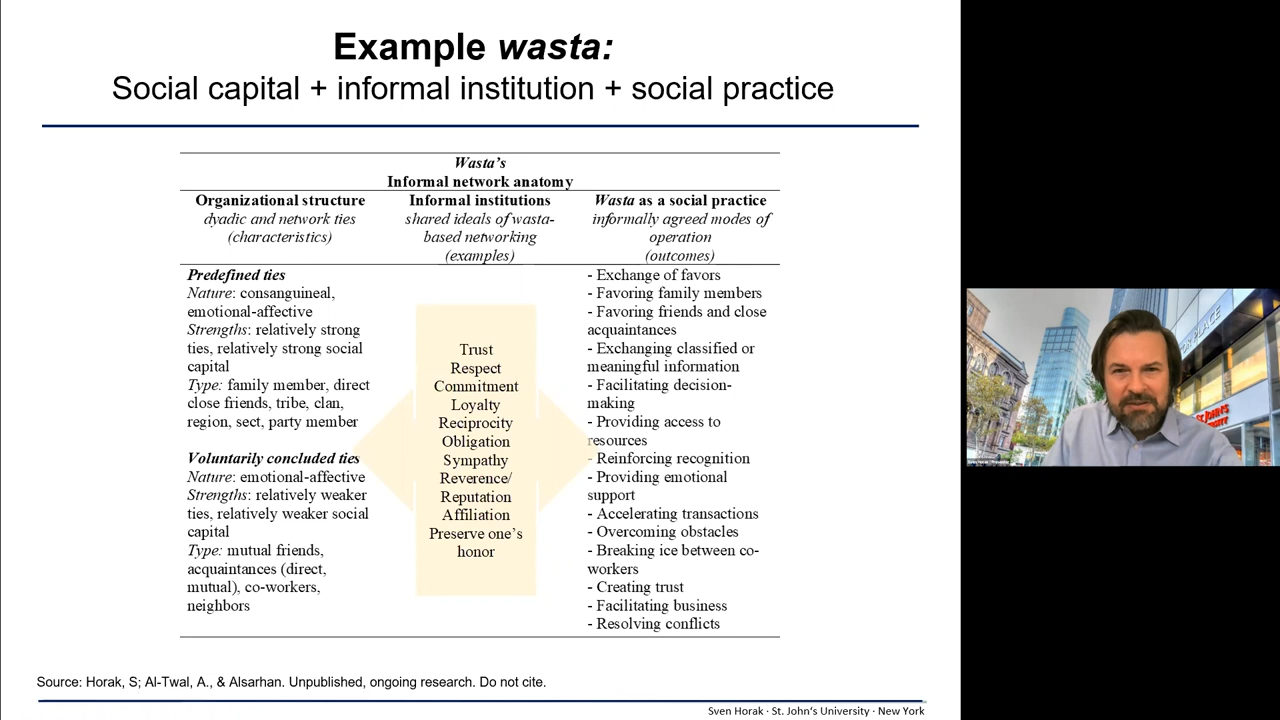 Example wasta:
Social capital + informal institution + social practice
Wasta's
Informal network anatomy
Organizational structure
dyadic and network ties
(characteristics)
Informal institutions
shared ideals of wasta-
based networking
(examples)
Wasta as a social practice
informally agreed modes of
operation
(outcomes)
Predefined ties
Nature: consanguineal,
emotional-affective
Strengths: relatively strong
ties, relatively strong social
capital
Type: family member, direct
close friends, tribe, clan,
region, sect, party member
Voluntarily concluded ties
Nature: emotional-affective
Strengths: relatively weaker
ties, relatively weaker social
capital
Type: mutual friends,
acquaintances (direct,
mutual), co-workers,
neighbors
Trust
Respect
Commitment
Loyalty
Reciprocity
Obligation
Sympathy
Reverence/
Reputation
Affiliation
Preserve one's
honor
- Exchange of favors
- Favoring family members
- Favoring friends and close
acquaintances
- Exchanging classified or
meaningful information
- Facilitating decision-
making
- Providing access to
resources
- Reinforcing recognition
- Providing emotional
support
- Accelerating transactions
- Overcoming obstacles
- Breaking ice between co-
workers
- Creating trust
- Facilitating business
- Resolving conflicts
Source: Horak, S; Al-Twal, A., & Alsarhan. Unpublished, ongoing research. Do not cite.
Sven Horak · St. John's University · New York
PLACE
ST. JOHN'S